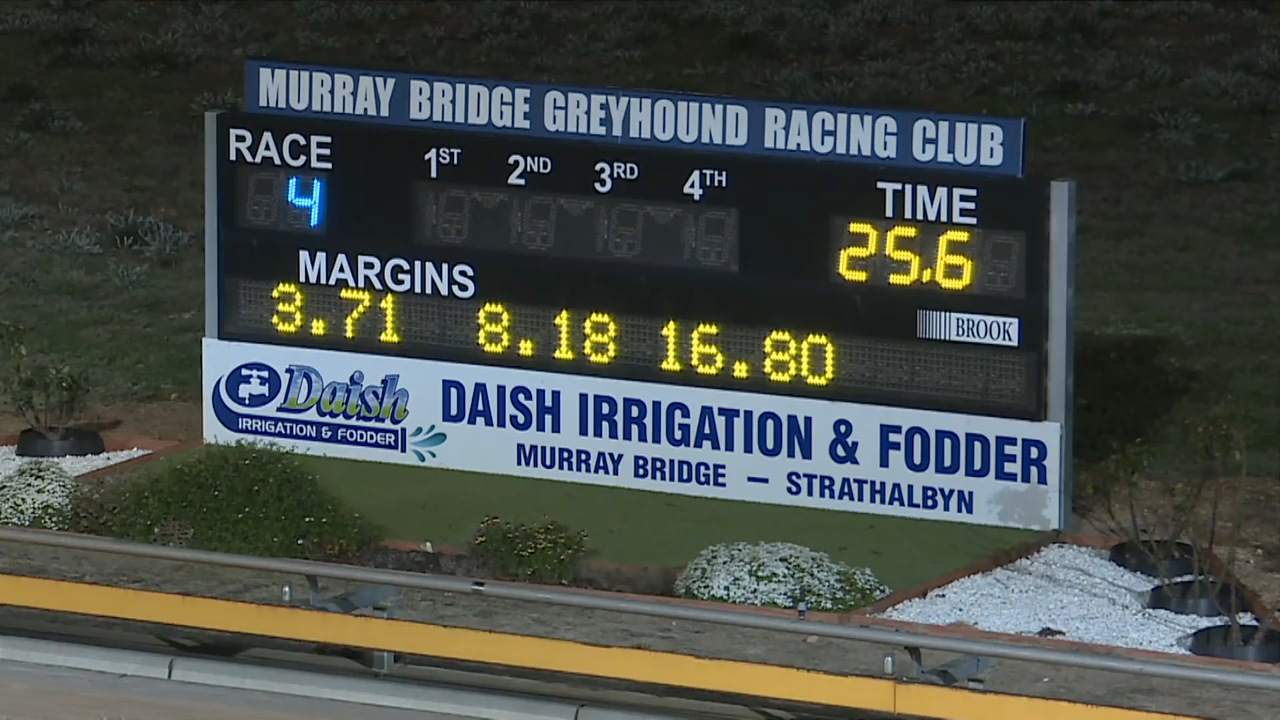 MURRAY BRIDGE GREYHOUND RACING CLUB
RACE 1ST 2ND 3RD 4TH TIME
4 25.6
MARGINS
3.71 8.18 16.80
BROOK
Daish
IRRIGATION & FODDER
DAISH IRRIGATION & FODDER
MURRAY BRIDGE — STRATHALBYN